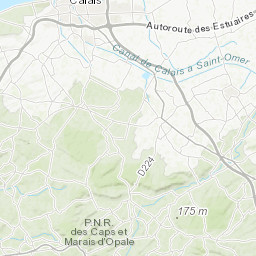 Calais
Autoroute des Estuaires
Canal de Calais à Saint-Omer
D224
P.N.R.
des Caps et
Marais d'Opale
175 m